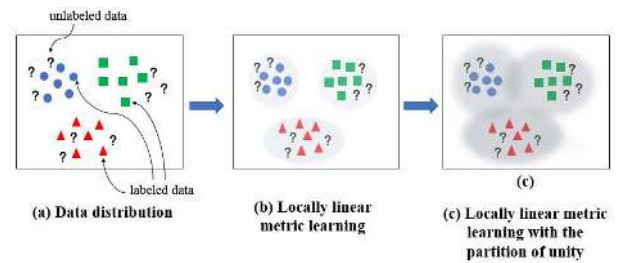 unlabeled data
?
?
?
?
?
?
?
?
?
labeled data
(a) Data distribution
?
?
?
?
?
?
?
?
(b) Locally linear
metric learning
?
?
?
?
?
?
?
?
(c)
(c) Locally linear metric
learning with the
partition of unity